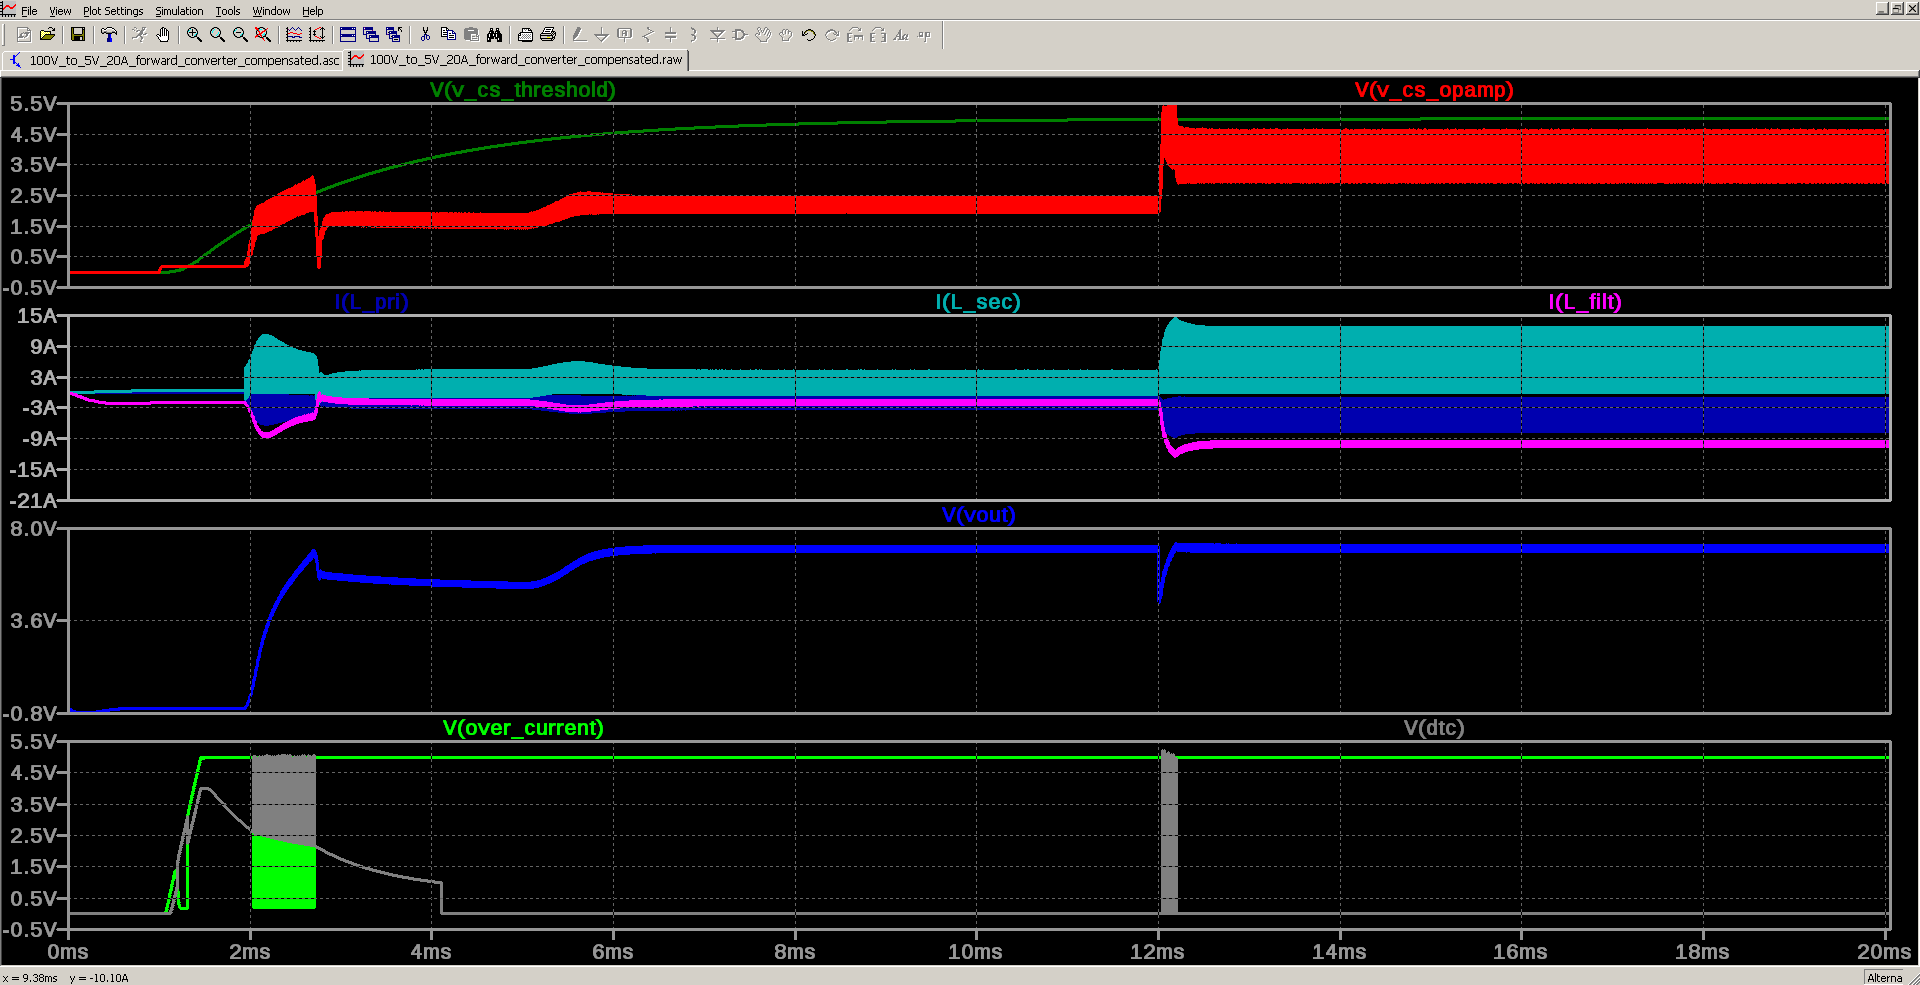 File View Plot Settings Simulation Tools Window Help
100V_to_5V_20A_forward_converter_compensated.asc 100V_to_5V_20A_forward_converter_compensated.raw
V(v_cs_threshold) V(v_cs_opamp)
5.5V
4.5V
3.5V
2.5V
1.5V
0.5V
-0.5V
I(L_pri) I(L_sec) I(L_filt)
15A
9A
3A
-3A
-9A
-15A
-21A
V(vout)
8.0V
3.6V
-0.8V
V(over_current) V(dtc)
5.5V
4.5V
3.5V
2.5V
1.5V
0.5V
-0.5V
0ms 2ms 4ms 6ms 8ms 10ms 12ms 14ms 16ms 18ms 20ms
x = 9.38ms y = -10.10A Alterna